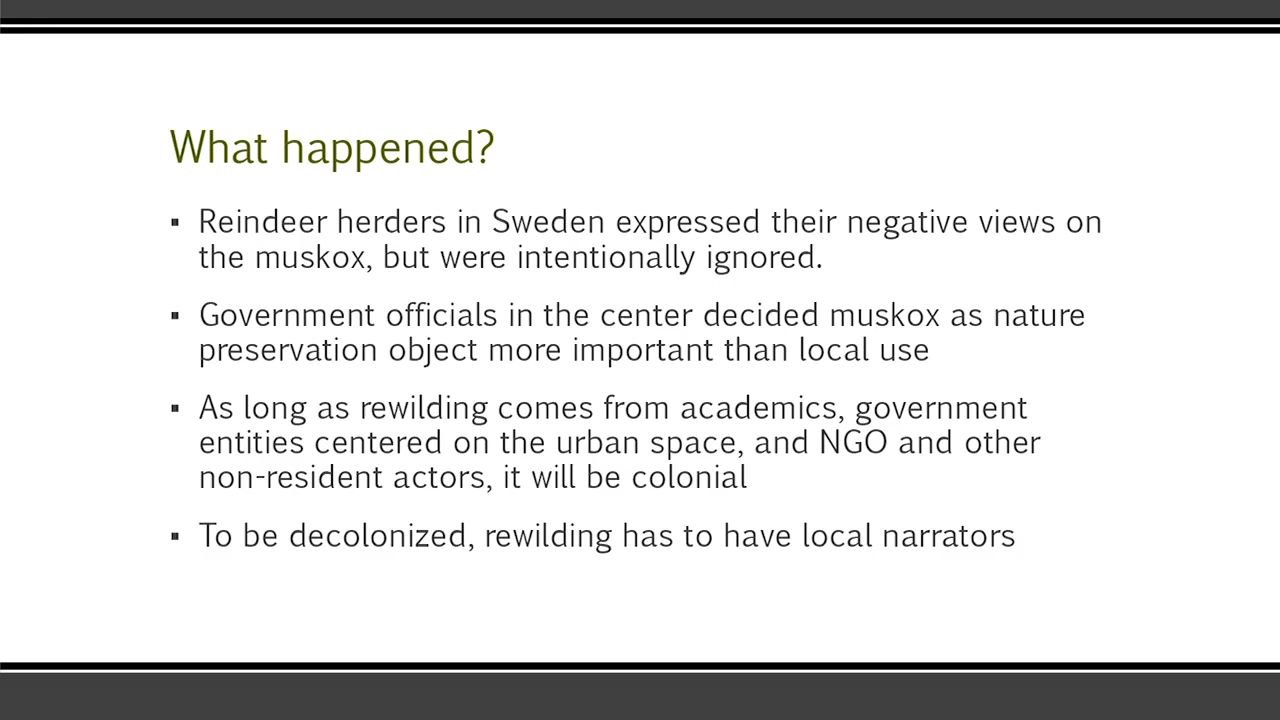 What happened?
▪ Reindeer herders in Sweden expressed their negative views on
the muskox, but were intentionally ignored.
▪ Government officials in the center decided muskox as nature
preservation object more important than local use
▪ As long as rewilding comes from academics, government
entities centered on the urban space, and NGO and other
non-resident actors, it will be colonial
▪ To be decolonized, rewilding has to have local narrators